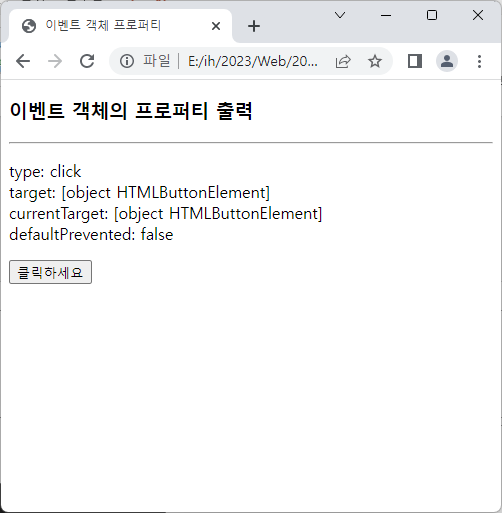 이벤트 객체 프로퍼티
파일 E:/ih/2023/Web/20...
이벤트 객체의 프로퍼티 출력
type: click
target: [object HTMLButtonElement]
currentTarget: [object HTMLButtonElement]
defaultPrevented: false
클릭하세요